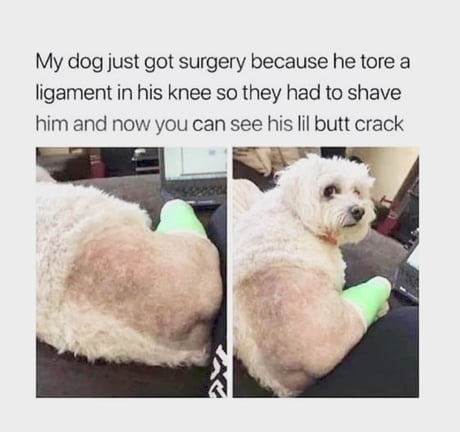 My dog just got surgery because he tore a
ligament in his knee so they had to shave
him and now you can see his lil butt crack